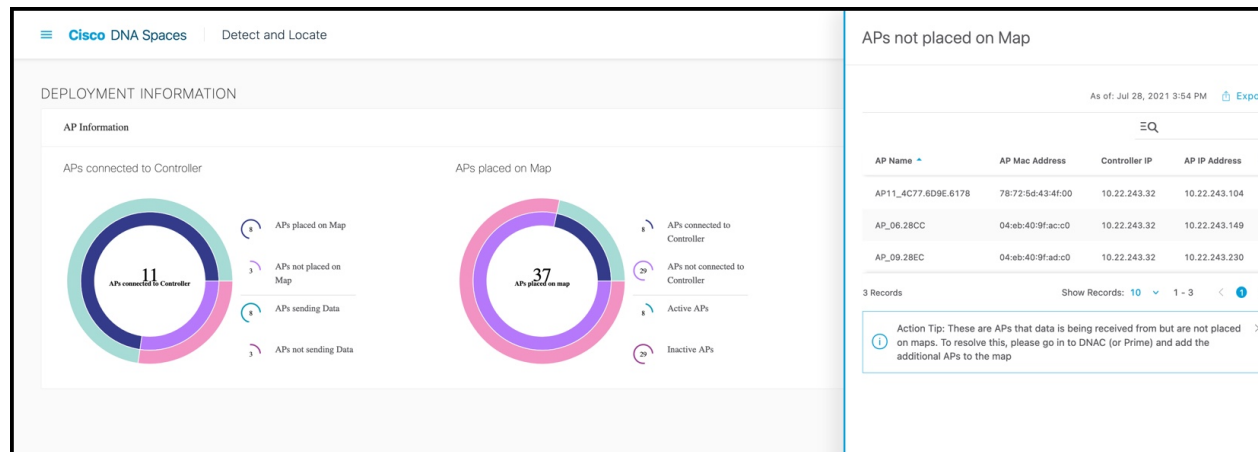 Cisco DNA Spaces
Detect and Locate
DEPLOYMENT INFORMATION
AP Information
APs connected to Controller
11
APs connected to Controller
8
APs placed on Map
3
APs not placed on
Map
8
APs sending Data
3
APs not sending Data
APs placed on Map
37
APs placed on map
8
APs connected to
Controller
29
APs not connected to
Controller
8
Active APs
29
Inactive APs
APs not placed on Map
As of: Jul 28, 2021 3:54 PM
Expo
AP Name
AP Mac Address
Controller IP
AP IP Address
AP11_4C77.6D9E.6178 78:72:5d:43:4f:00 10.22.243.32 10.22.243.104
AP_06.28CC 04:eb:40:9f:ac:c0 10.22.243.32 10.22.243.149
AP_09.28EC 04:eb:40:9f:ad:c0 10.22.243.32 10.22.243.230
3 Records
Show Records: 10 1 - 3 1
Action Tip: These are APs that data is being received from but are not placed
on maps. To resolve this, please go in to DNAC (or Prime) and add the
additional APs to the map